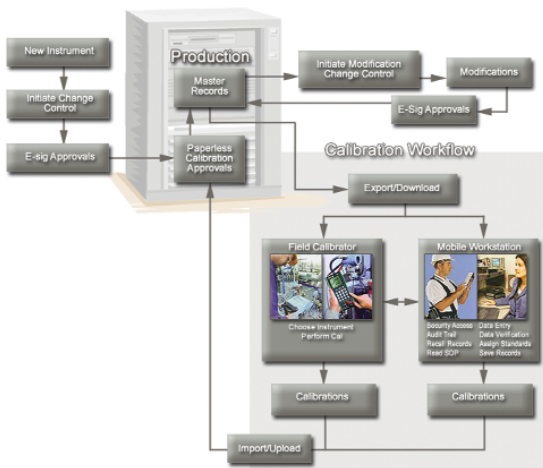 New Instrument
Initiate Change
Control
E-sig Approvals
Production
Master
Records
Paperless
Calibration
Approvals
Initiate Modification
Change Control
Modifications
E-Sig Approvals
Calibration Workflow
Export/Download
Field Calibrator
Choose Instrument
Perform Cal
Mobile Workstation
Security Access Data Entry
Audit Trail Data Verification
Recall Records Assign Standards
Read SOP Save Records
Calibrations
Calibrations
Import/Upload